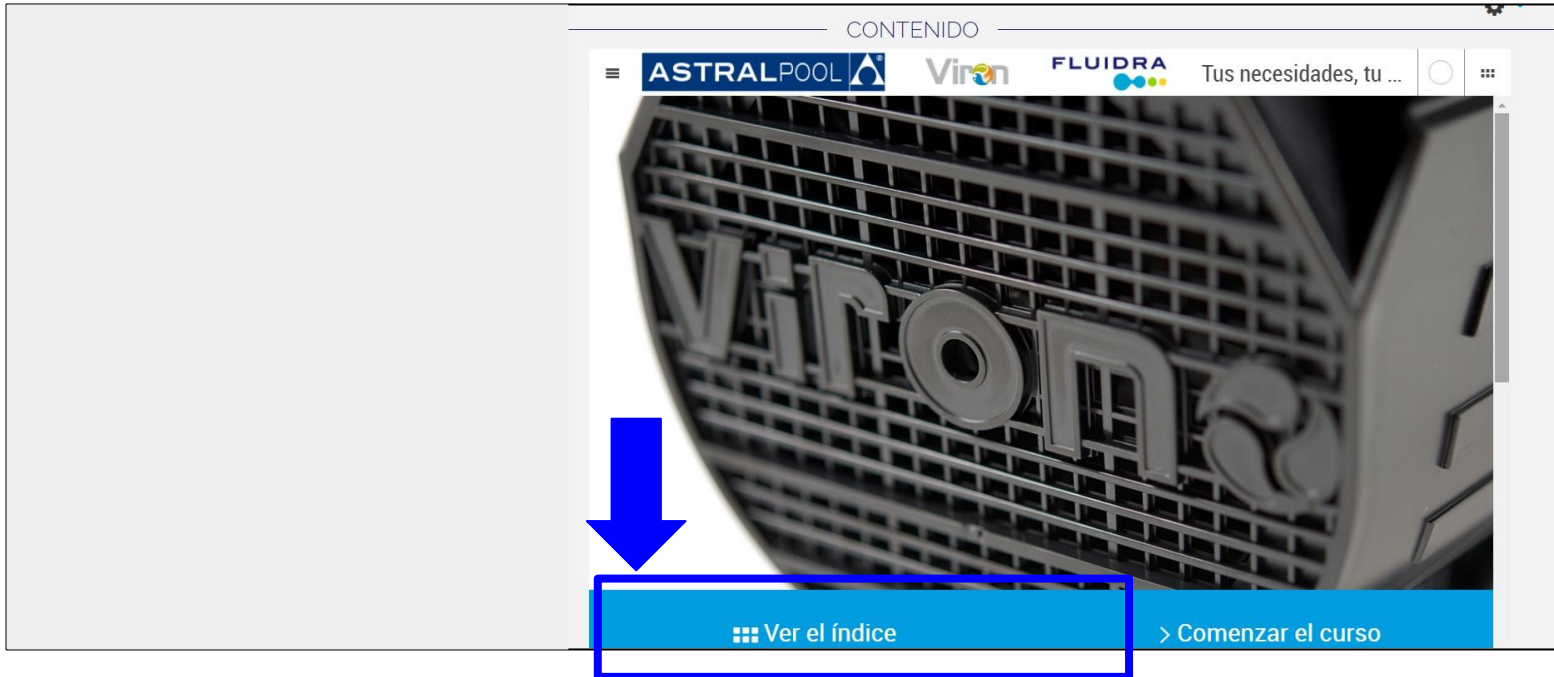 CONTENIDO
ASTRALPOOL Viron FLUIDRA Tus necesidades, tu ...
Viron
Ver el índice
> Comenzar el curso